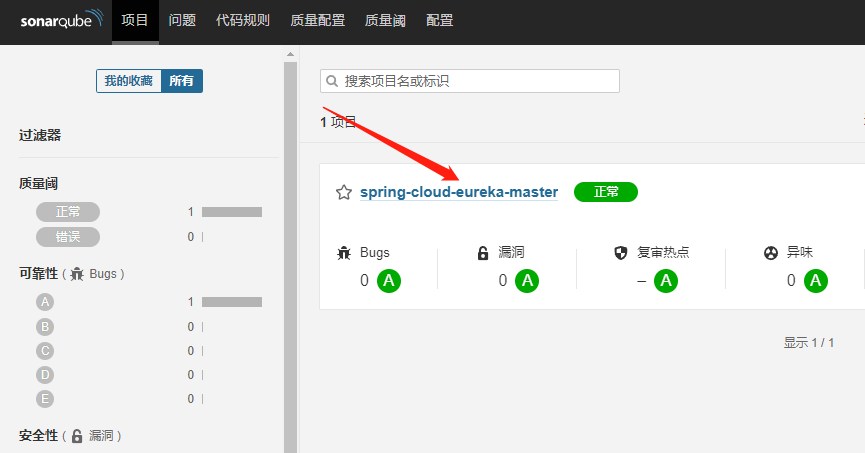 sonarqube 项目 问题 代码规则 质量配置 质量阈 配置
我的收藏 所有
过滤器
质量阈
正常 1
错误 0
可靠性 ( Bugs )
A 1
B 0
C 0
D 0
E 0
安全性 ( 漏洞 )
搜索项目名或标识
1 项目
spring-cloud-eureka-master 正常
Bugs 漏洞 复审热点 异味
0 A 0 A – A 0 A
显示 1 / 1